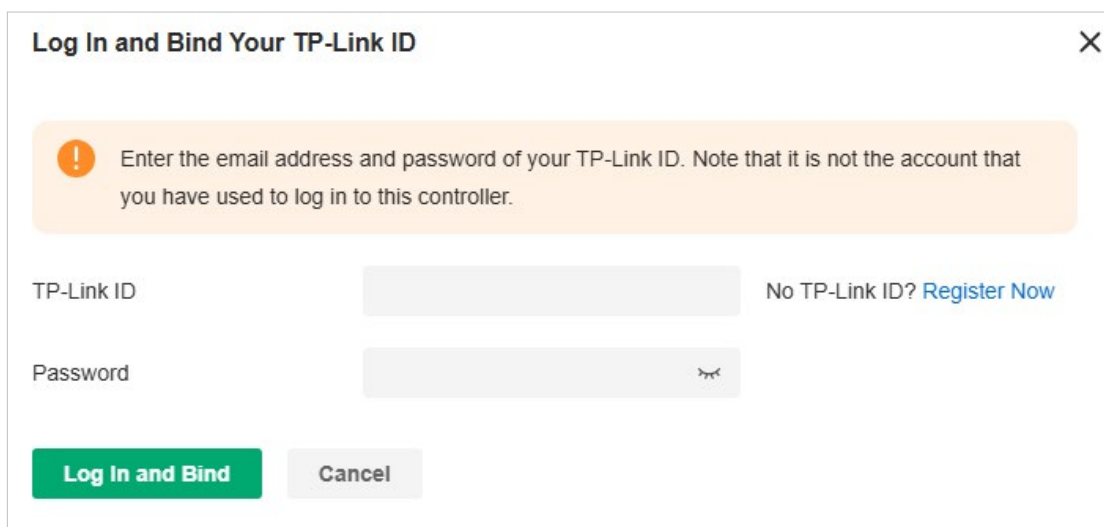 Log In and Bind Your TP-Link ID
Enter the email address and password of your TP-Link ID. Note that it is not the account that
you have used to log in to this controller.
TP-Link ID
No TP-Link ID? Register Now
Password
Log In and Bind
Cancel